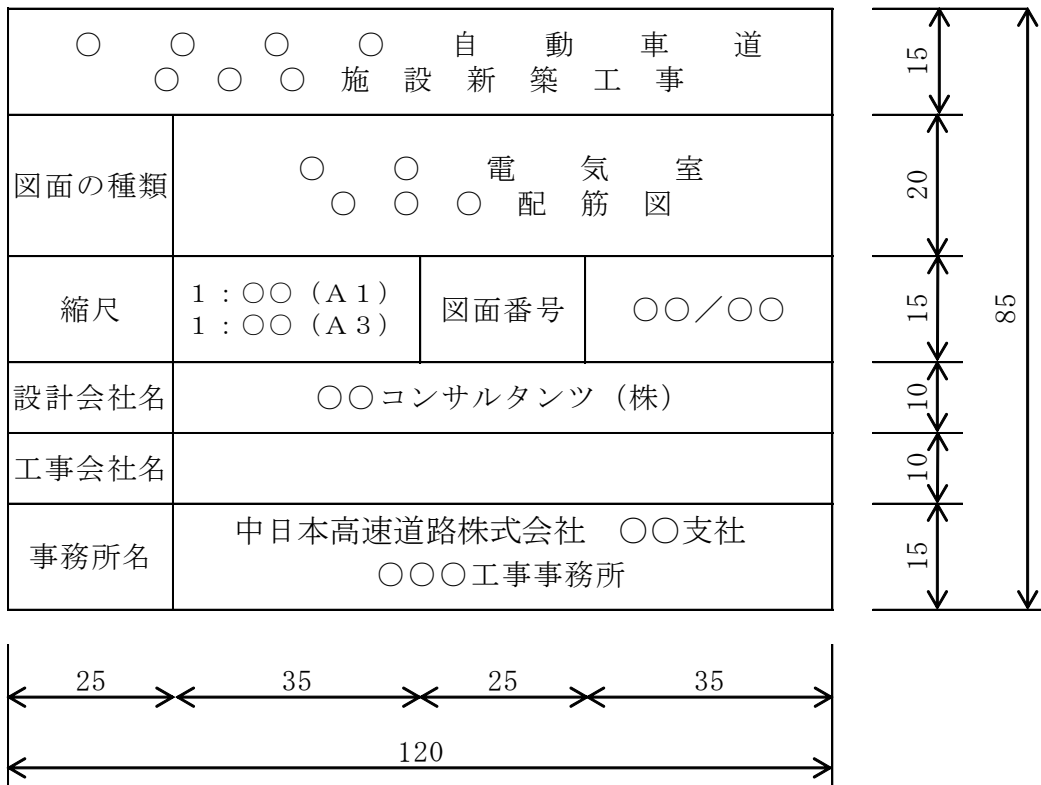 ○ ○ ○ ○ 自 動 車 道
○ ○ ○ 施 設 新 築 工 事
図面の種類
○ ○ 電 気 室
○ ○ ○ 配 筋 図
縮尺
1：○○（A1）
1：○○（A3）
図面番号
○○／○○
設計会社名
○○コンサルタンツ（株）
工事会社名
事務所名
中日本高速道路株式会社　○○支社
○○○工事事務所
15
20
15
10
10
15
85
25
35
25
35
120